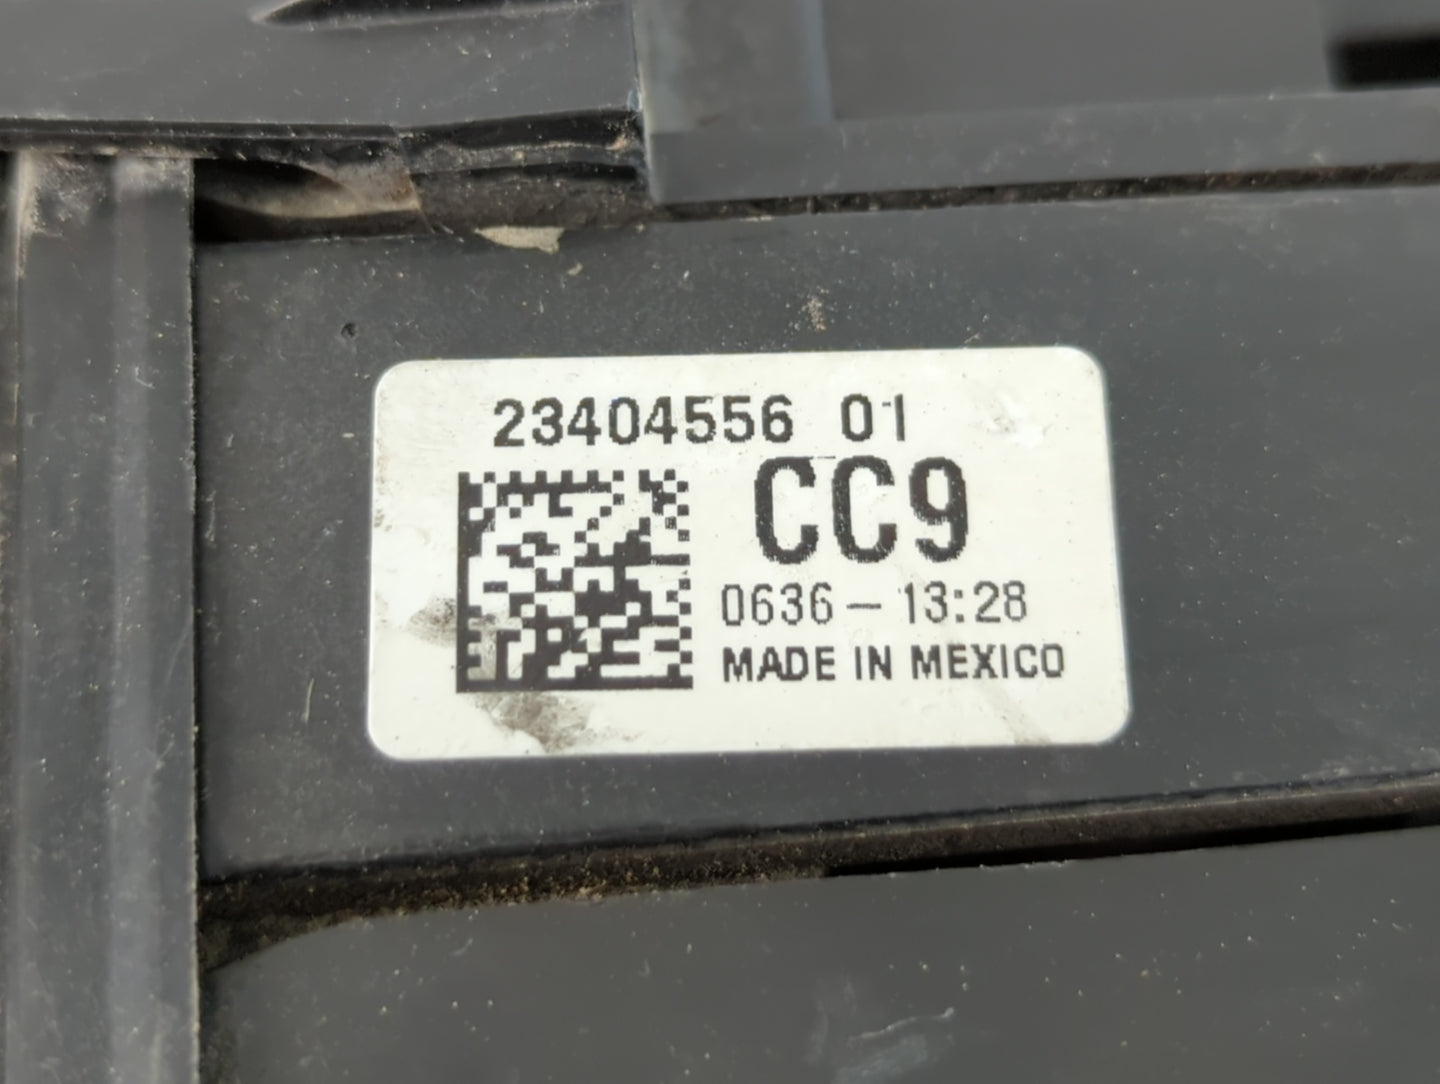 23404556 01
CC9
0636 - 13:28
MADE IN MEXICO